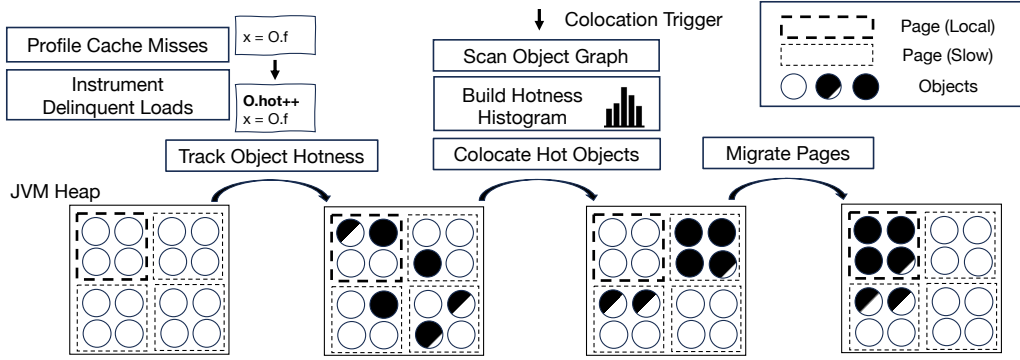 Profile Cache Misses
Instrument
Delinquent Loads
x = O.f
O.hot++
x = O.f
Track Object Hotness
Colocation Trigger
Scan Object Graph
Build Hotness
Histogram
Colocate Hot Objects
Migrate Pages
Page (Local)
Page (Slow)
Objects
JVM Heap